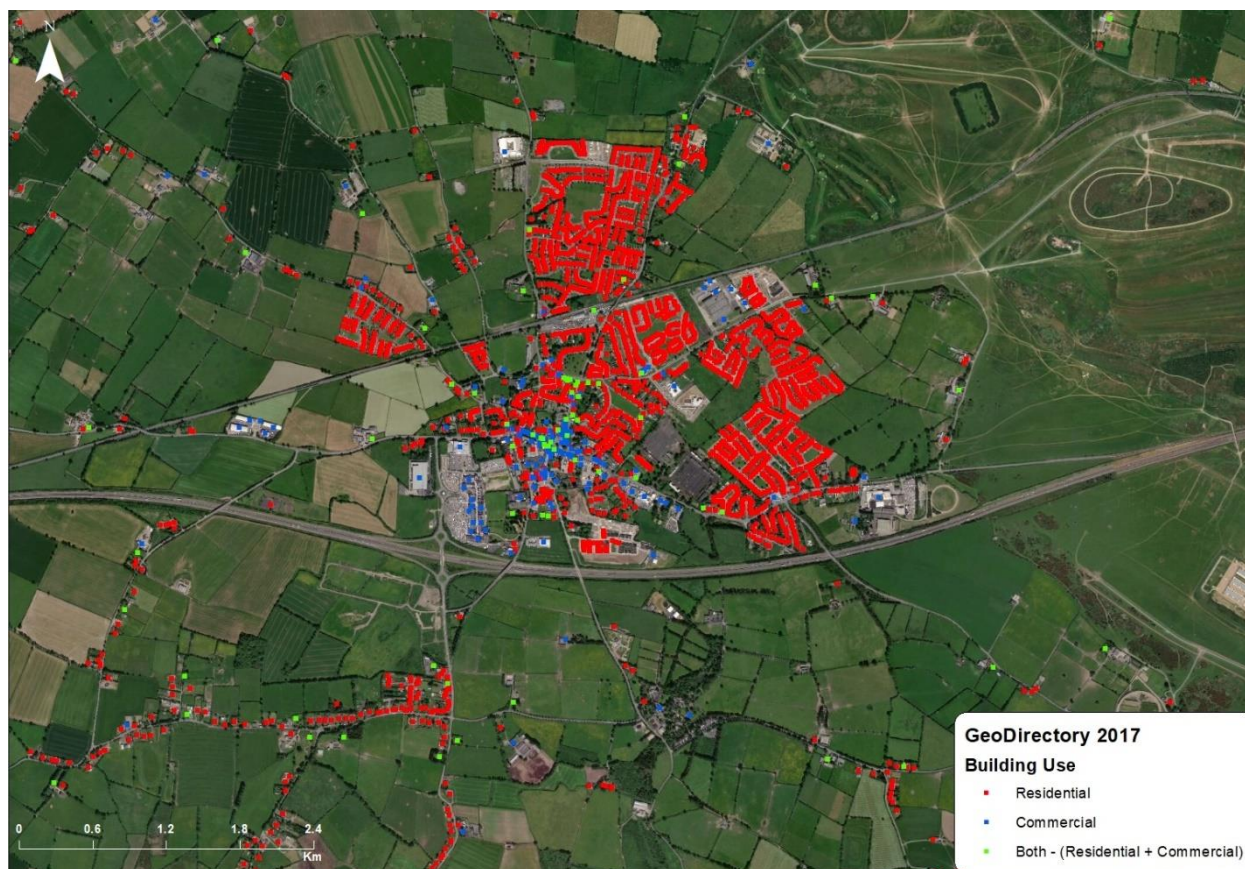 N
GeoDirectory 2017
Building Use
Residential
Commercial
Both - (Residential + Commercial)
0 0.6 1.2 1.8 2.4
Km